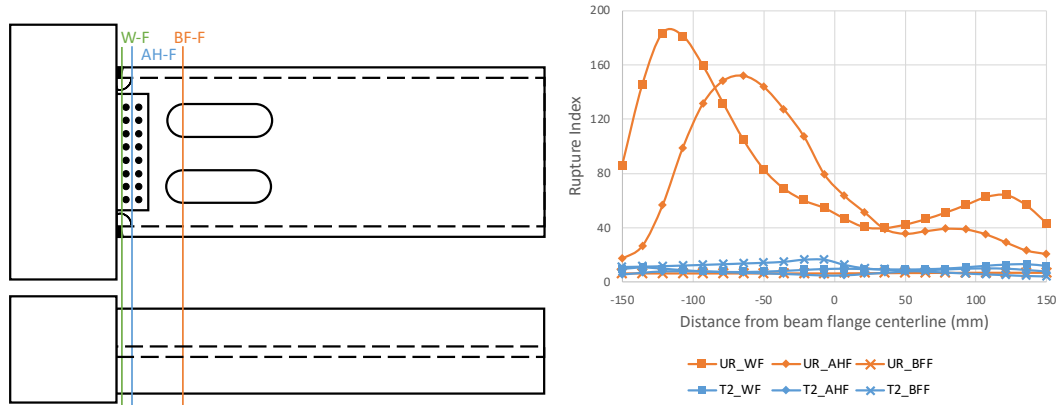 W-F
BF-F
AH-F
200
160
120
80
40
0
Rupture Index
-150 -100 -50 0 50 100 150
Distance from beam flange centerline (mm)
UR_WF UR_AHF UR_BFF
T2_WF T2_AHF T2_BFF